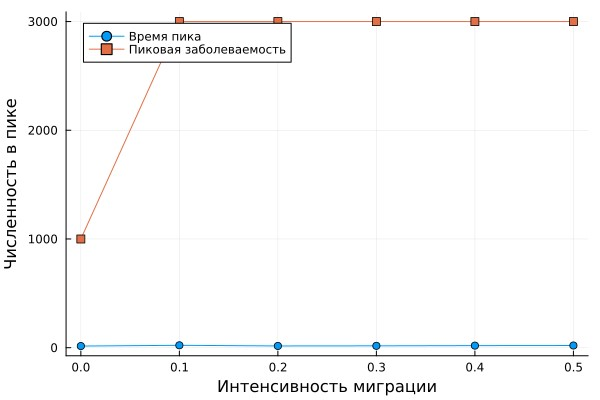 3000
2000
1000
0
Численность в пике
Время пика
Пиковая заболеваемость
0.0 0.1 0.2 0.3 0.4 0.5
Интенсивность миграции